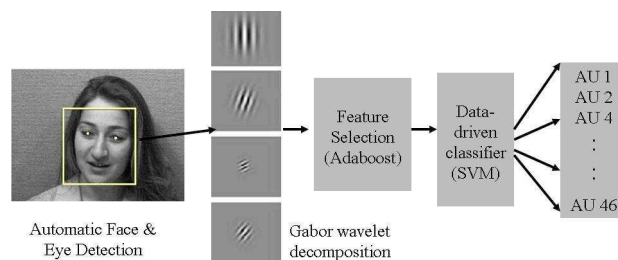 Automatic Face &
Eye Detection
Gabor wavelet
decomposition
Feature
Selection
(Adaboost)
Data-
driven
classifier
(SVM)
AU 1
AU 2
AU 4
:
:
AU 46